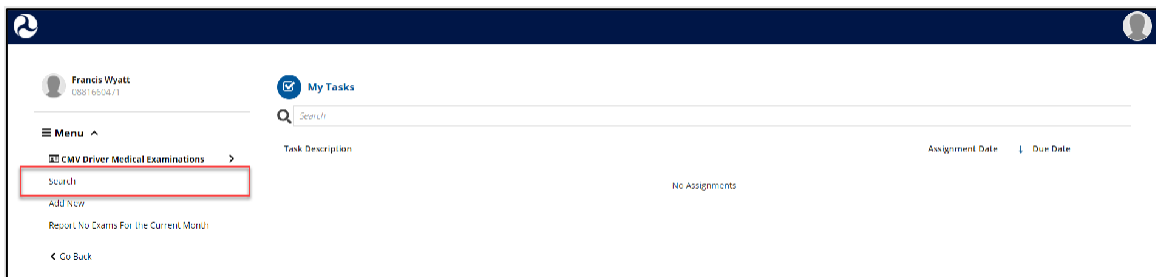 Francis Wyatt
0881660471
Menu
CMV Driver Medical Examinations
Search
Add New
Report No Exams For the Current Month
Go Back
My Tasks
Search
Task Description Assignment Date ↓ Due Date
No Assignments